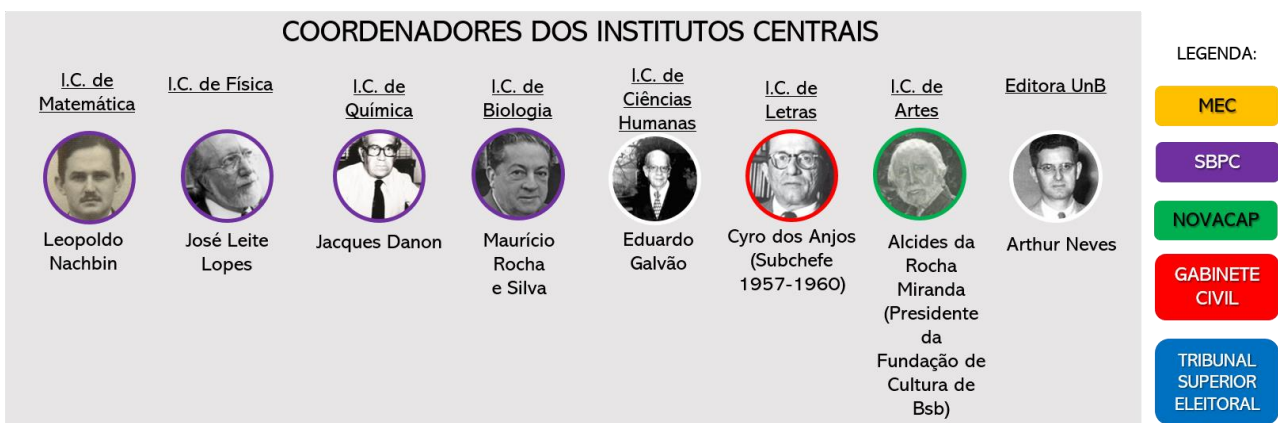 COORDENADORES DOS INSTITUTOS CENTRAIS
I.C. de
Matemática
Leopoldo
Nachbin
I.C. de Física
José Leite
Lopes
I.C. de
Química
Jacques Danon
I.C. de
Biologia
Maurício
Rocha
e Silva
I.C. de
Ciências
Humanas
Eduardo
Galvão
I.C. de
Letras
Cyro dos Anjos
(Subchefe
1957-1960)
I.C. de
Artes
Alcides da
Rocha
Miranda
(Presidente
da
Fundação de
Cultura de
Bsb)
Editora UnB
Arthur Neves
LEGENDA:
MEC
SBPC
NOVACAP
GABINETE
CIVIL
TRIBUNAL
SUPERIOR
ELEITORAL